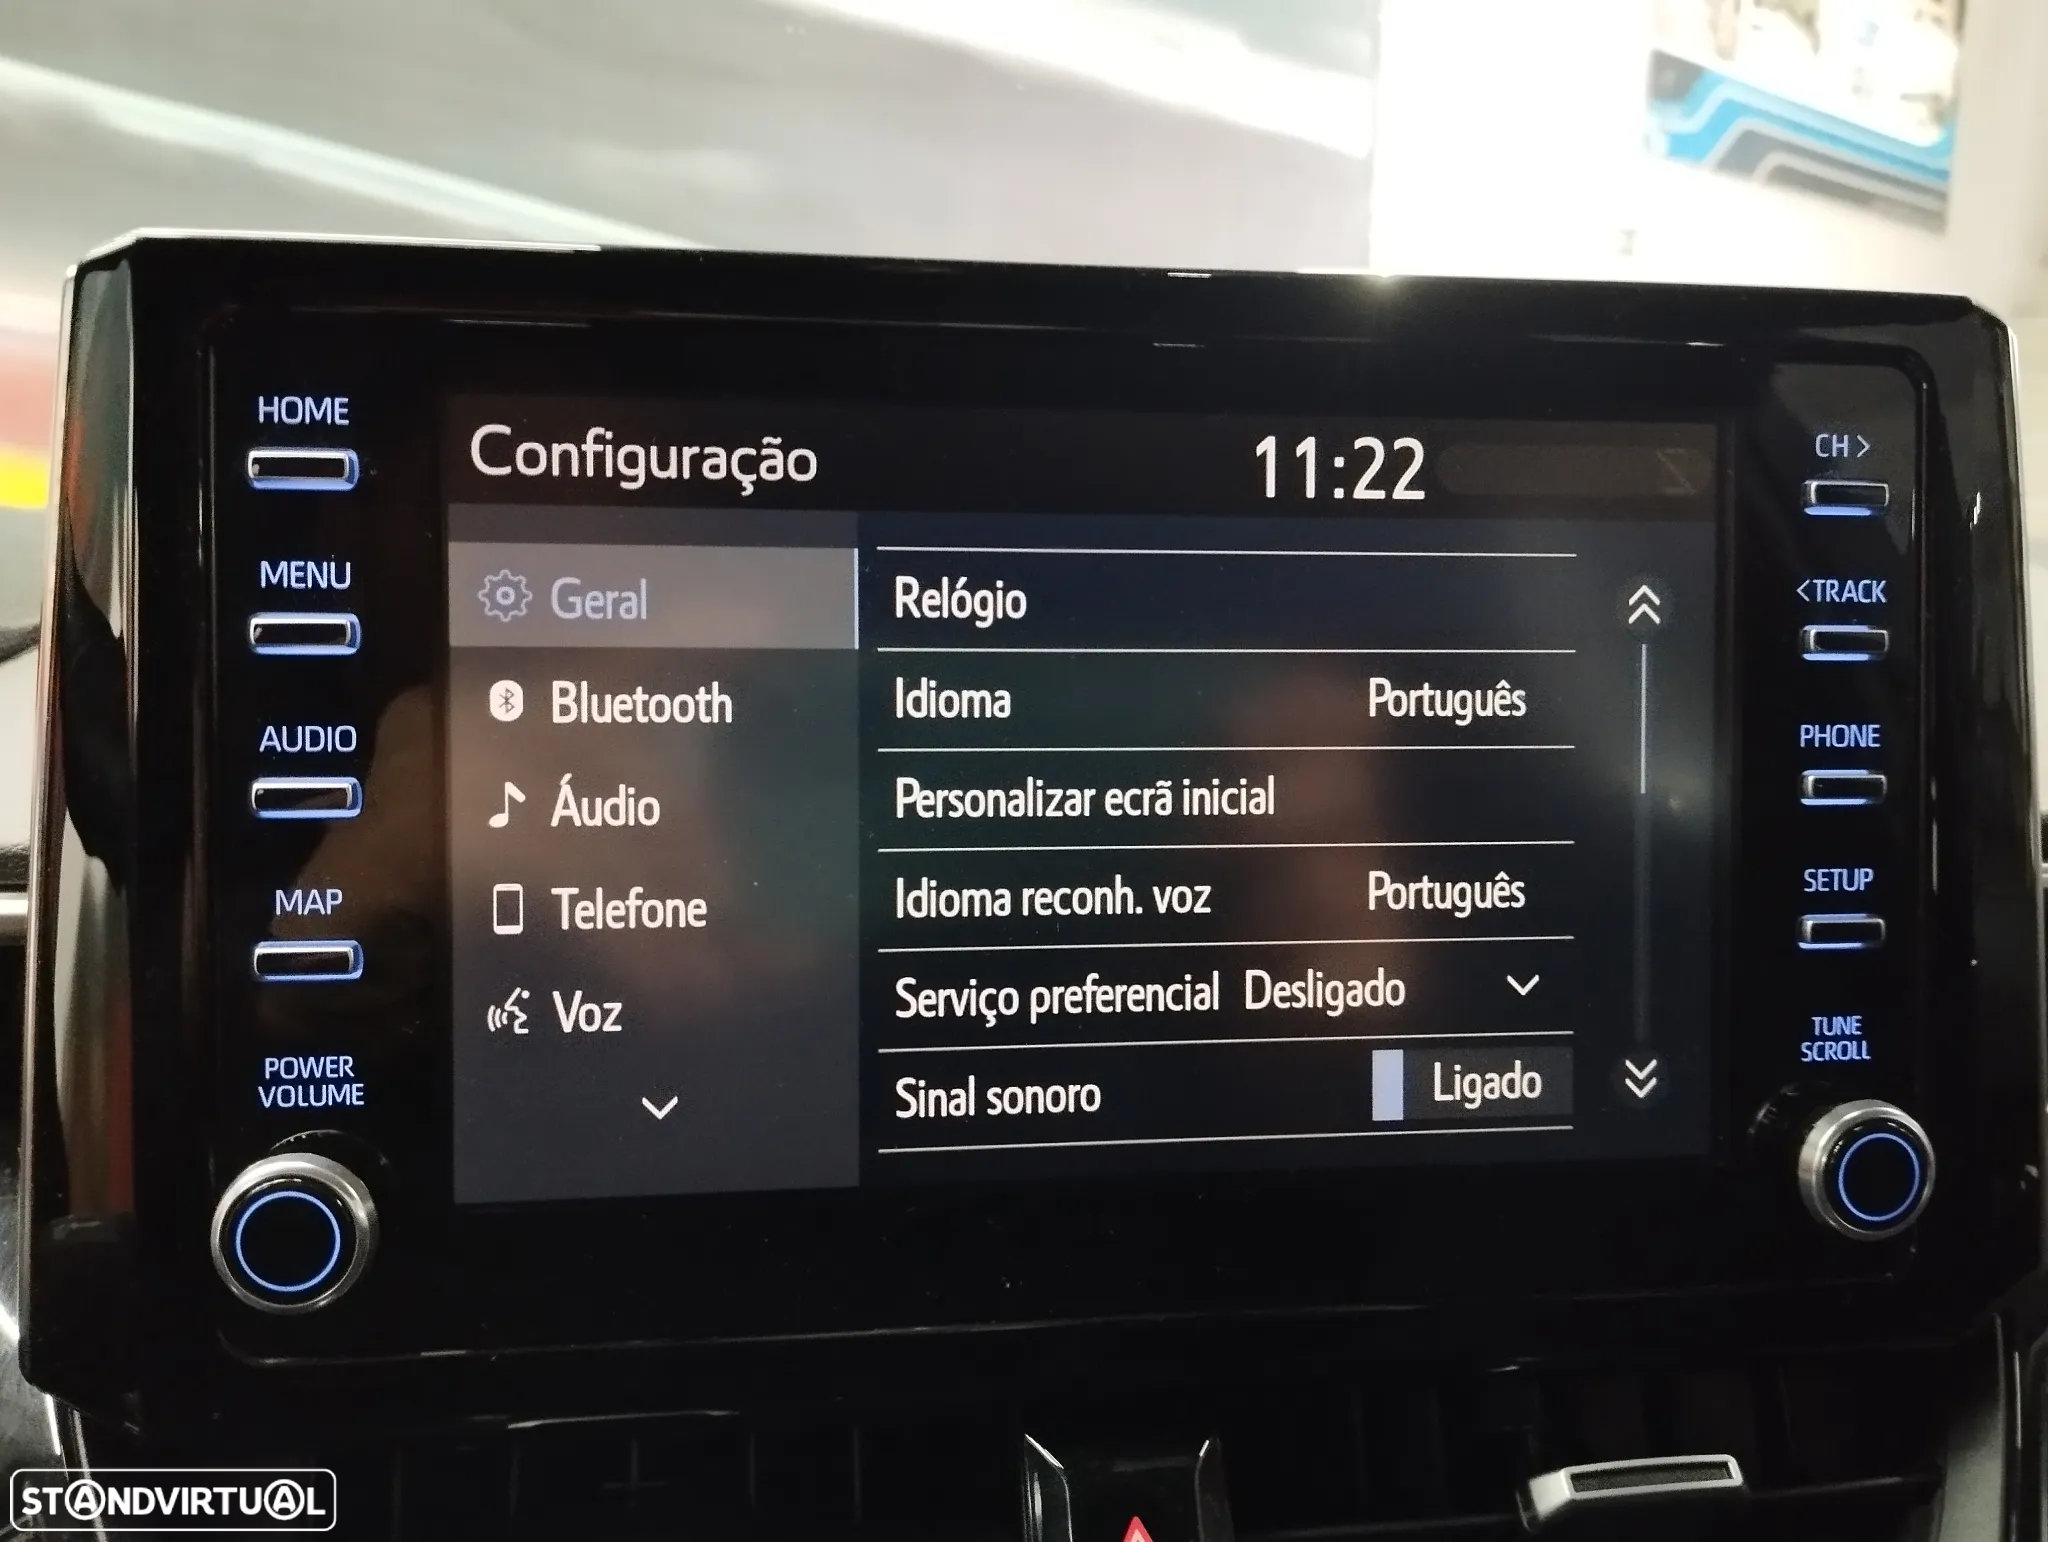 HOME
MENU
AUDIO
MAP
POWER
VOLUME
Configuração
11:22
Geral
Bluetooth
Áudio
Telefone
Voz
Relógio
Idioma Português
Personalizar ecrã inicial
Idioma reconh. voz Português
Serviço preferencial Desligado
Sinal sonoro Ligado
CH>
<TRACK
PHONE
SETUP
TUNE
SCROLL
STANDVIRTUAL